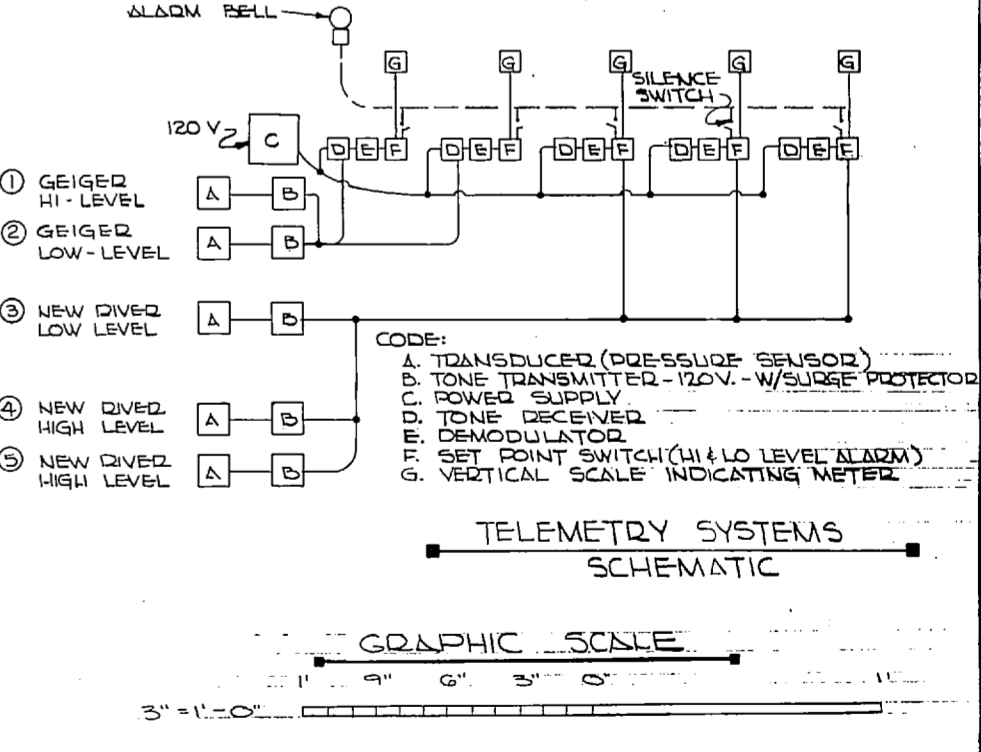 ALARM BELL
G G G G G
SILENCE
SWITCH
120 V
C
D E F D E F D E F D E F D E F
① GEIGER
HI-LEVEL
A B
② GEIGER
LOW-LEVEL
A B
③ NEW RIVER
LOW LEVEL
A B
④ NEW RIVER
HIGH LEVEL
A B
⑤ NEW RIVER
HIGH LEVEL
A B
CODE:
A. TRANSDUCER (PRESSURE SENSOR)
B. TONE TRANSMITTER-120V.-W/SURGE PROTECTOR
C. POWER SUPPLY
D. TONE RECEIVER
E. DEMODULATOR
F. SET POINT SWITCH (HI & LO LEVEL ALARM)
G. VERTICAL SCALE INDICATING METER
TELEMETRY SYSTEMS
SCHEMATIC
GRAPHIC SCALE
1' 9" 6" 3" 0" 1'
3" = 1'-0"